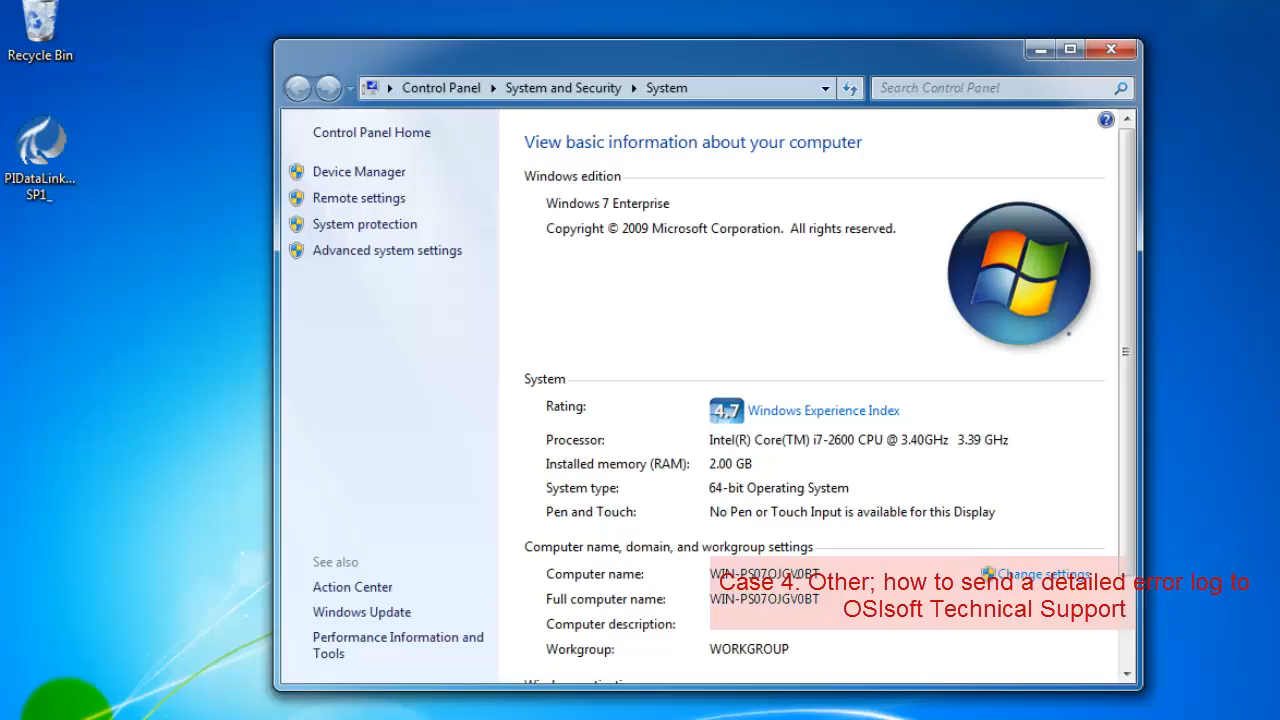 Recycle Bin
PIDataLink...
SP1_
Control Panel
System and Security
System
Search Control Panel
Control Panel Home
Device Manager
Remote settings
System protection
Advanced system settings
See also
Action Center
Windows Update
Performance Information and
Tools
View basic information about your computer
Windows edition
Windows 7 Enterprise
Copyright © 2009 Microsoft Corporation. All rights reserved.
System
Rating: 4,7 Windows Experience Index
Processor: Intel(R) Core(TM) i7-2600 CPU @ 3.40GHz 3.39 GHz
Installed memory (RAM): 2.00 GB
System type: 64-bit Operating System
Pen and Touch: No Pen or Touch Input is available for this Display
Computer name, domain, and workgroup settings
Computer name: WIN-PS07OJGV0BT Change settings
Full computer name: WIN-PS07OJGV0BT
Computer description:
Workgroup: WORKGROUP
Case 4. Other; how to send a detailed error log to
OSIsoft Technical Support